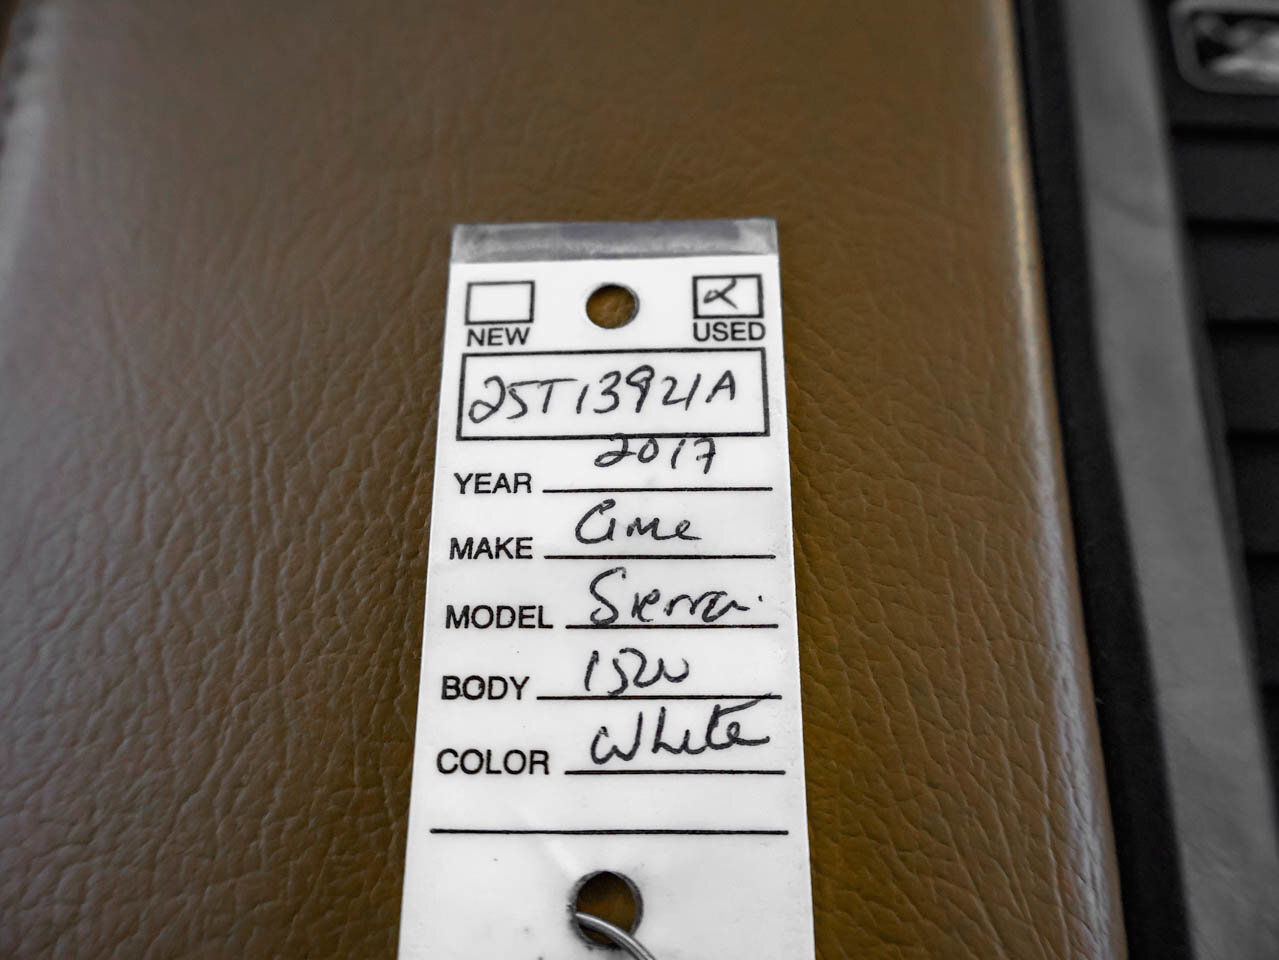 NEW USED
25T13921A
YEAR 2017
MAKE GMC
MODEL Sierra
BODY 1500
COLOR White